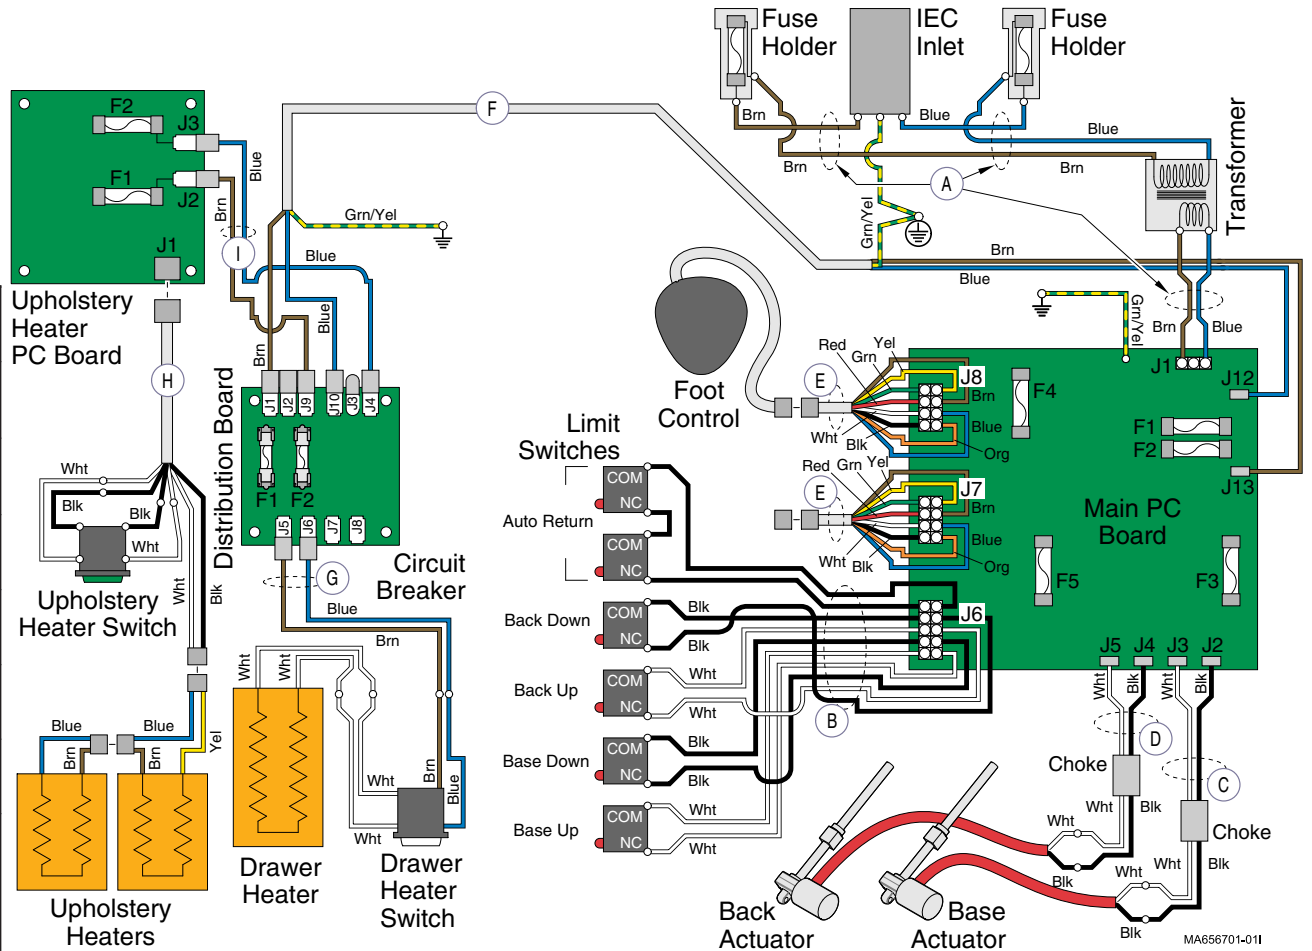 Fuse
Holder
IEC
Inlet
Fuse
Holder
Brn
Blue
Blue
Brn
A
Transformer
Grn/Yel
Brn
Blue
Brn
Blue
Grn/Yel
F
F2
J3
F1
J2
J1
Blue
Brn
I
Upholstery
Heater
PC Board
Grn/Yel
Blue
Blue
Brn
H
Distribution Board
J1
J2
J9
J10
J3
J4
F1
F2
J5
J6
J7
J8
Circuit
Breaker
G
Blue
Brn
Wht
Blk
Blk
Wht
Upholstery
Heater Switch
Wht
Blk
Blue
Brn
Blue
Brn
Yel
Upholstery
Heaters
Wht
Wht
Wht
Wht
Brn
Blue
Drawer
Heater
Drawer
Heater
Switch
Foot
Control
E
Red
Grn
Yel
Wht
Blk
J8
Brn
Blue
Org
E
Red
Grn
Yel
Wht
Blk
J7
Brn
Blue
Org
J6
Limit
Switches
COM
NC
Auto Return
COM
NC
Back Down
COM
NC
Blk
Blk
Back Up
COM
NC
Wht
Wht
Base Down
COM
NC
Blk
Blk
Base Up
COM
NC
Wht
Wht
B
J1
J12
F4
F1
F2
J13
Main PC
Board
F5
F3
J5
J4
J3
J2
Wht
Blk
Wht
Blk
D
C
Choke
Wht
Blk
Choke
Wht
Blk
Wht
Blk
Wht
Blk
Back
Actuator
Base
Actuator
MA656701-01I